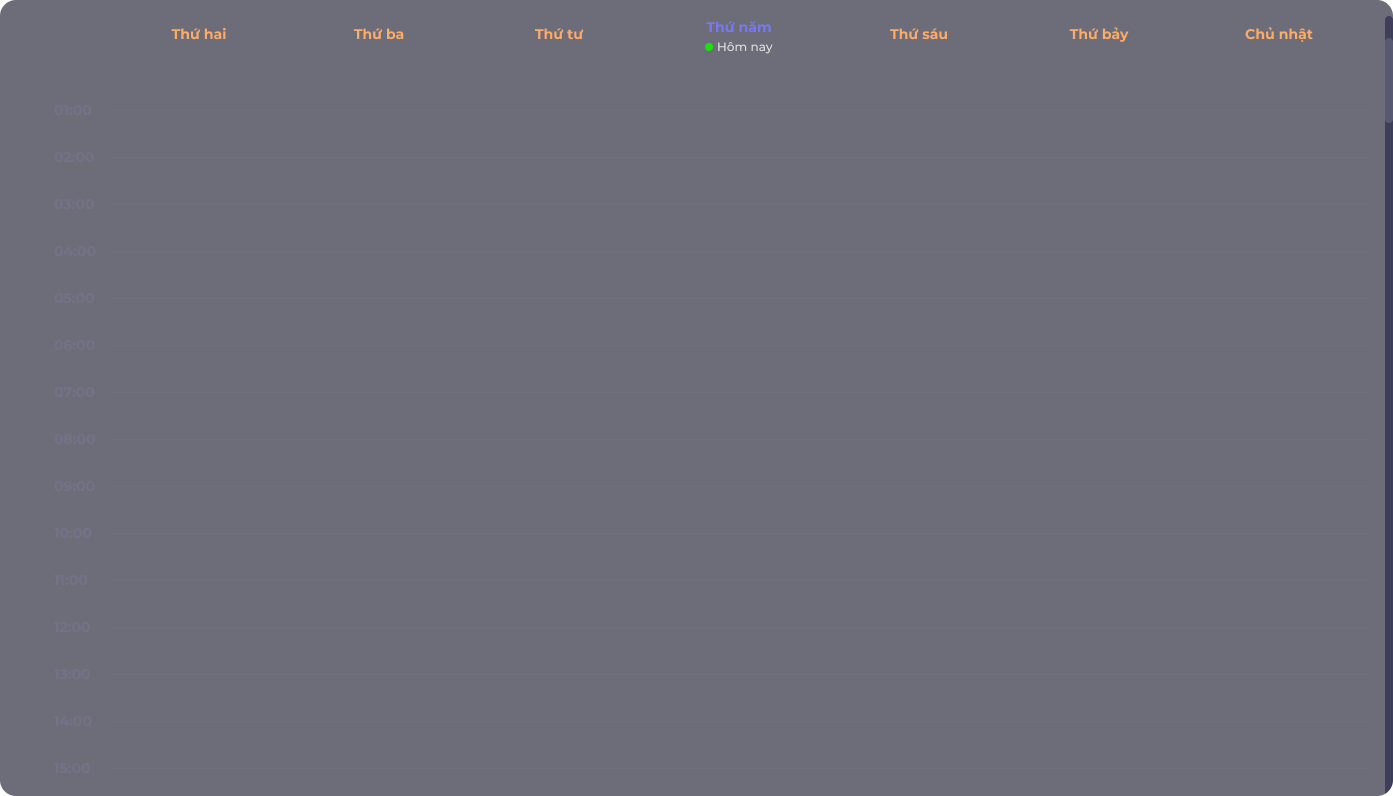 Thứ hai
Thứ ba
Thứ tư
Thứ năm
Hôm nay
Thứ sáu
Thứ bảy
Chủ nhật
01:00
02:00
03:00
04:00
05:00
06:00
07:00
08:00
09:00
10:00
11:00
12:00
13:00
14:00
15:00